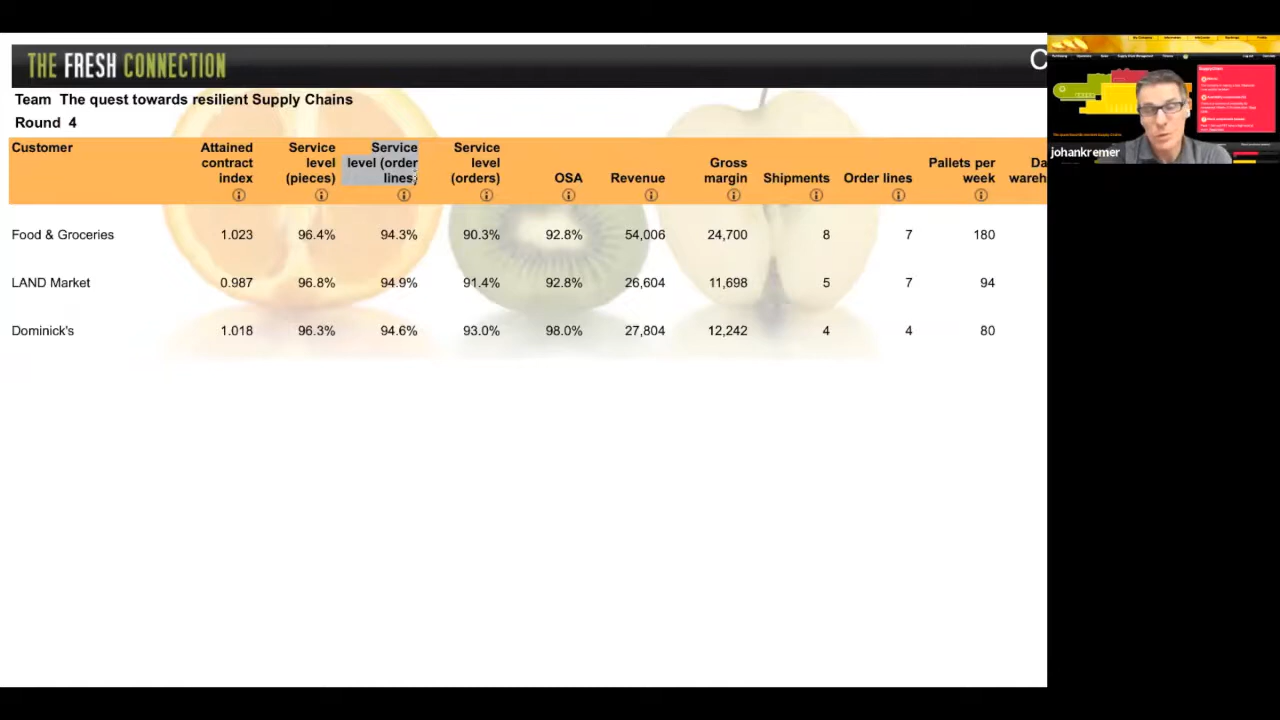 THE FRESH CONNECTION
C
Team The quest towards resilient Supply Chains
Round 4
Customer Attained contract index Service level (pieces) Service level (order lines) Service level (orders) OSA Revenue Gross margin Shipments Order lines Pallets per week Da wareh
Food & Groceries 1.023 96.4% 94.3% 90.3% 92.8% 54,006 24,700 8 7 180
LAND Market 0.987 96.8% 94.9% 91.4% 92.8% 26,604 11,698 5 7 94
Dominick's 1.018 96.3% 94.6% 93.0% 98.0% 27,804 12,242 4 4 80
johankremer